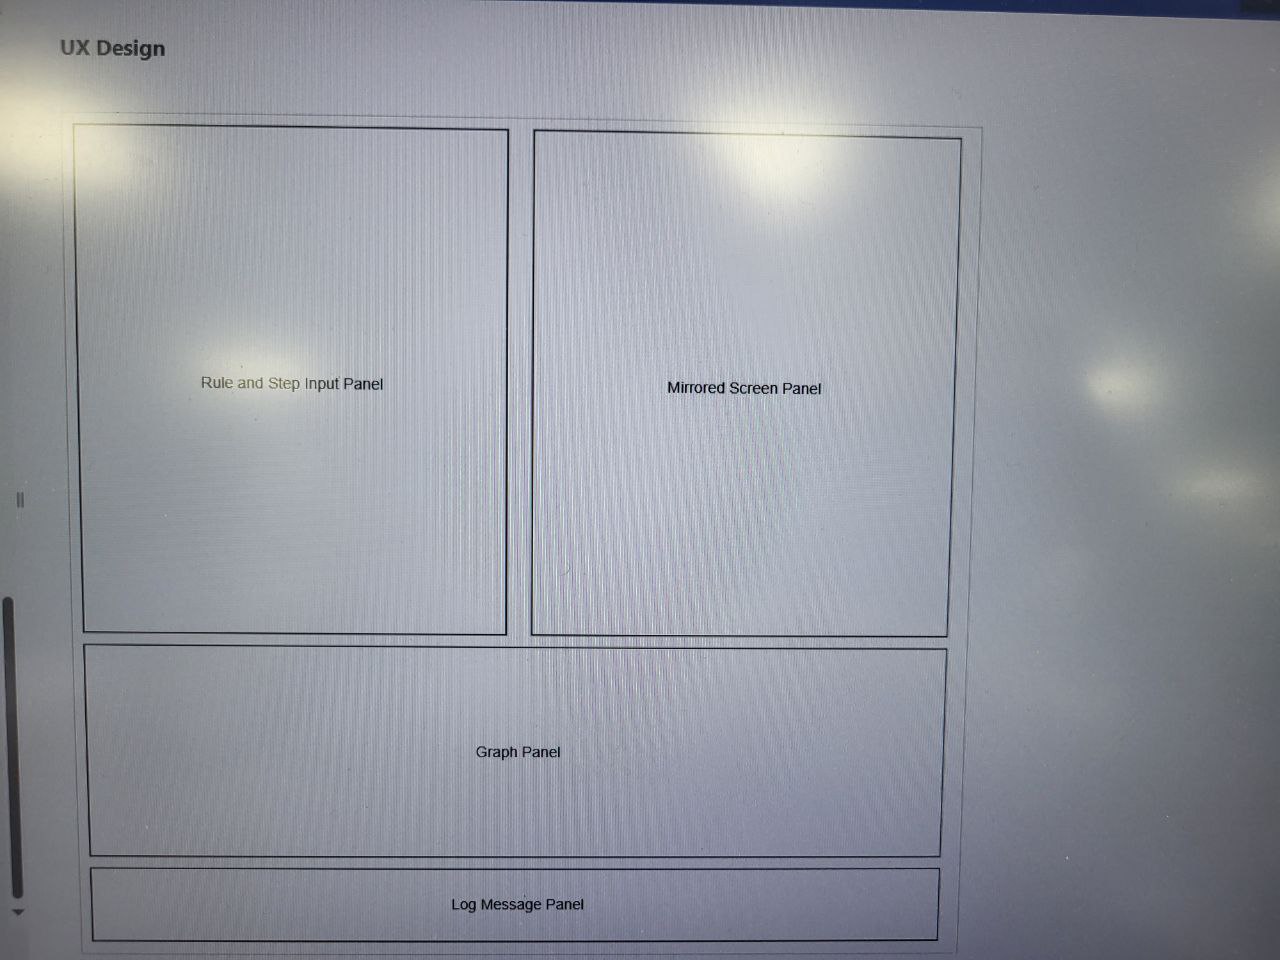 UX Design
Rule and Step Input Panel
Mirrored Screen Panel
Graph Panel
Log Message Panel